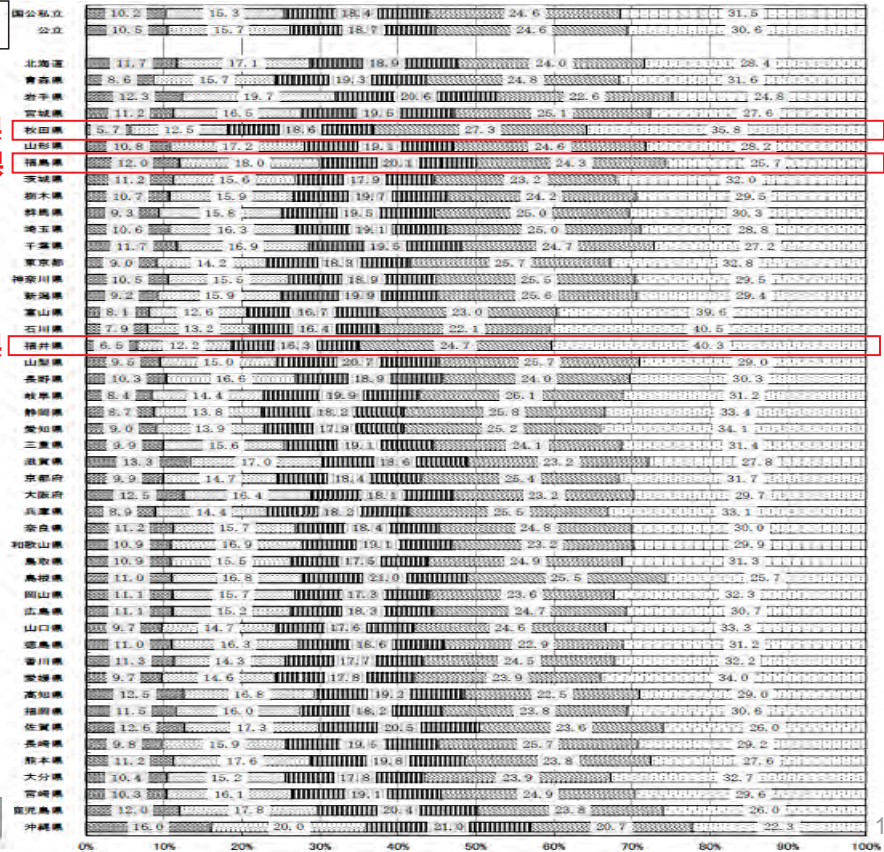 国公私立 10.2 15.3 18.4 24.6 31.5
公立 10.5 15.7 18.7 24.6 30.6
北海道 11.7 17.1 18.9 24.0 28.4
青森県 8.6 15.7 19.3 24.8 31.6
岩手県 12.3 19.7 20.6 22.6 24.8
宮城県 11.2 16.5 19.5 25.1 27.6
秋田県 5.7 12.5 18.6 27.3 35.8
山形県 10.8 17.2 19.1 24.6 28.2
福島県 12.0 18.0 20.1 24.3 25.7
茨城県 11.2 15.6 17.9 23.2 32.0
栃木県 10.7 15.9 19.7 24.2 29.5
群馬県 9.3 15.8 19.5 25.0 30.3
埼玉県 10.6 16.3 19.1 25.0 28.8
千葉県 11.7 16.9 19.5 24.7 27.2
東京都 9.0 14.2 18.3 25.7 32.8
神奈川県 10.5 15.5 18.9 25.5 29.5
新潟県 9.2 15.9 19.9 25.6 29.4
富山県 8.1 12.6 16.7 23.0 39.6
石川県 7.9 13.2 16.4 22.1 40.5
福井県 6.5 12.2 16.3 24.7 40.3
山梨県 9.5 15.0 20.7 25.7 29.0
長野県 10.3 16.6 18.9 24.0 30.3
岐阜県 8.4 14.4 19.9 26.1 31.2
静岡県 8.7 13.8 18.2 25.8 33.4
愛知県 9.0 13.9 17.9 25.2 34.1
三重県 9.9 15.6 19.1 24.1 31.4
滋賀県 13.3 17.0 18.6 23.2 27.8
京都府 9.9 14.7 18.4 25.4 31.7
大阪府 12.5 16.4 18.1 23.2 29.7
兵庫県 8.9 14.4 18.2 25.5 33.1
奈良県 11.2 15.7 18.4 24.8 30.0
和歌山県 10.9 16.9 19.1 23.2 29.9
鳥取県 10.9 15.5 17.5 24.9 31.3
島根県 11.0 16.8 21.0 25.5 25.7
岡山県 11.1 15.7 17.3 23.6 32.3
広島県 11.1 15.2 18.3 24.7 30.7
山口県 9.7 14.7 17.6 24.6 33.3
徳島県 11.0 16.3 18.6 22.9 31.2
香川県 11.3 14.3 17.7 24.5 32.2
愛媛県 9.7 14.6 17.8 23.9 34.0
高知県 12.5 16.8 19.2 22.5 29.0
福岡県 11.5 16.0 18.2 23.8 30.6
佐賀県 12.6 17.3 20.5 23.6 26.0
長崎県 9.8 15.9 19.5 25.7 29.2
熊本県 11.2 17.6 19.8 23.8 27.6
大分県 10.4 15.2 17.8 23.9 32.7
宮崎県 10.3 16.1 19.1 24.9 29.6
鹿児島県 12.0 17.8 20.4 23.8 26.0
沖縄県 16.0 20.0 21.0 20.7 22.3
1
0% 10% 20% 30% 40% 50% 60% 70% 80% 90% 100%